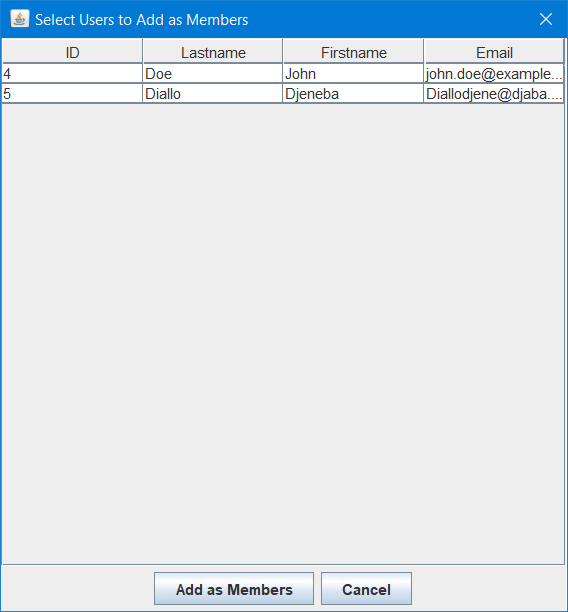 Select Users to Add as Members
ID Lastname Firstname Email
4 Doe John john.doe@example...
5 Diallo Djeneba Diallodjene@djaba....
Add as Members Cancel